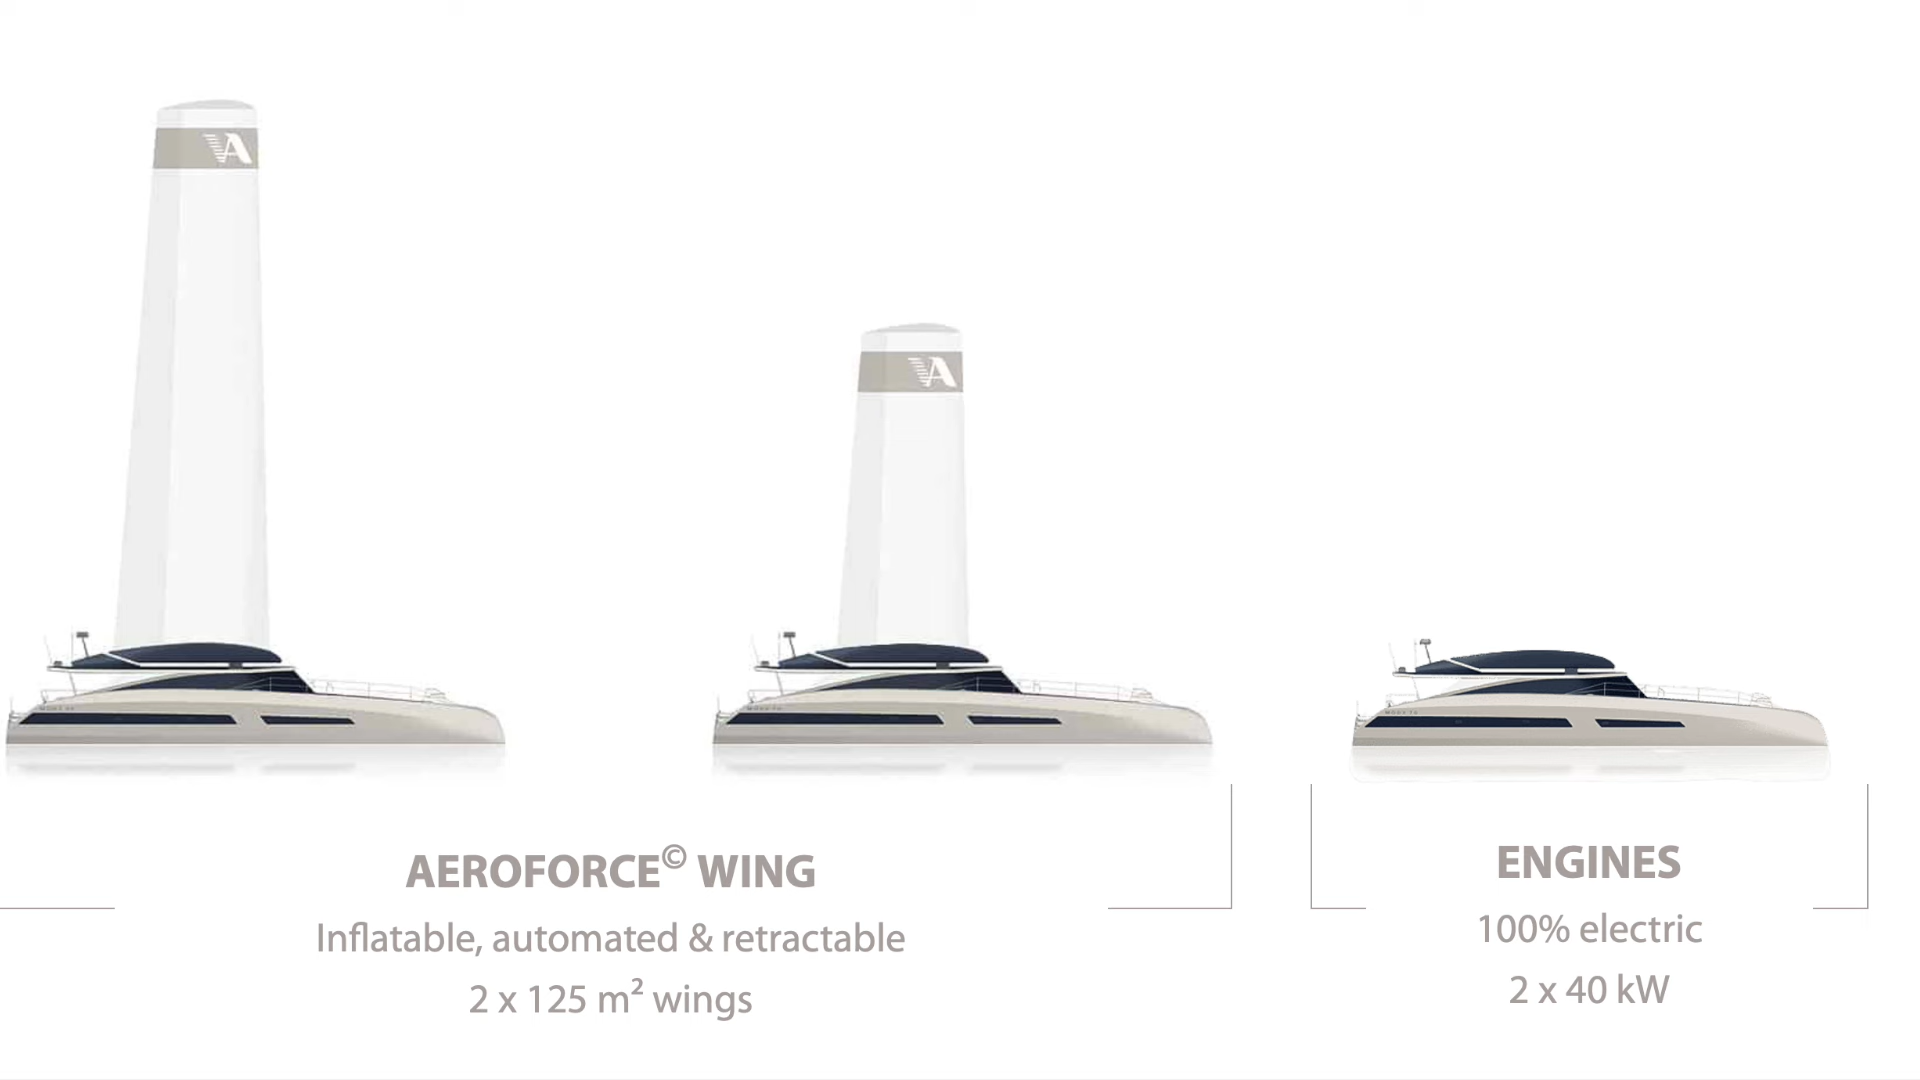 AEROFORCE© WING
Inflatable, automated & retractable
2 x 125 m² wings
ENGINES
100% electric
2 x 40 kW